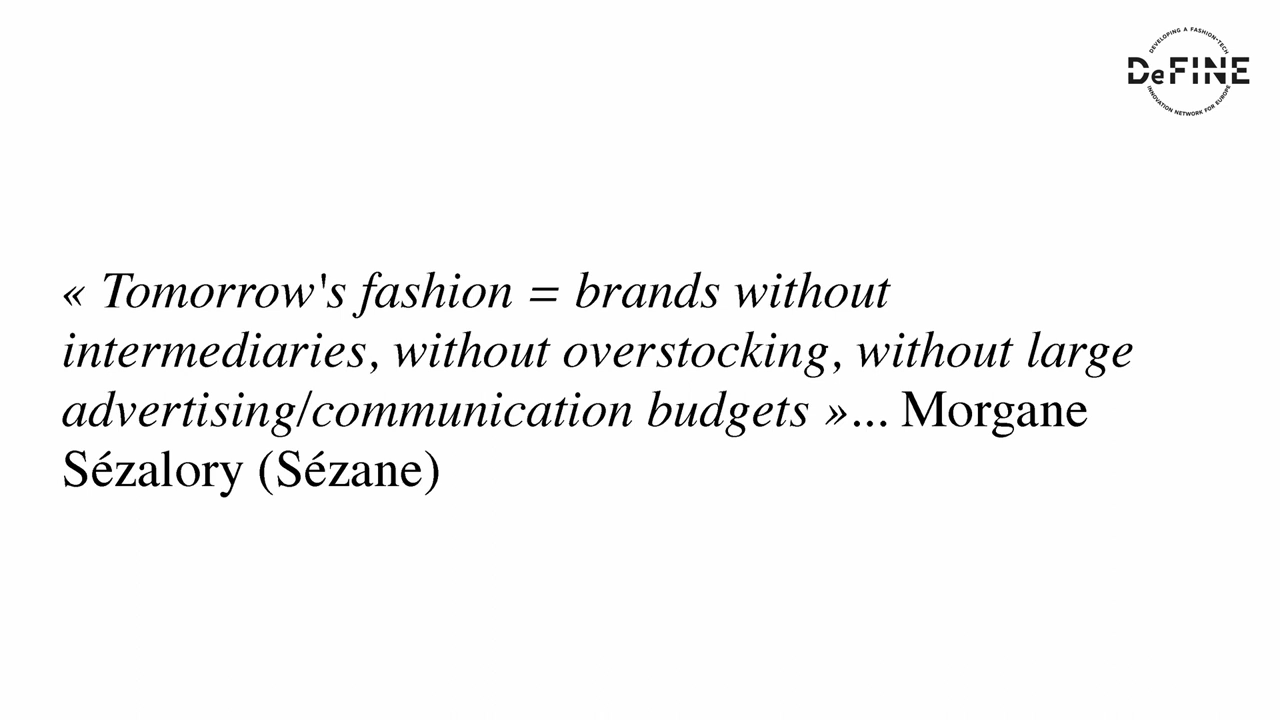 DEVELOPING A FASHION-TECH
DeFINE
INNOVATION NETWORK FOR EUROPE
« Tomorrow's fashion = brands without
intermediaries, without overstocking, without large
advertising/communication budgets »... Morgane
Sézalory (Sézane)